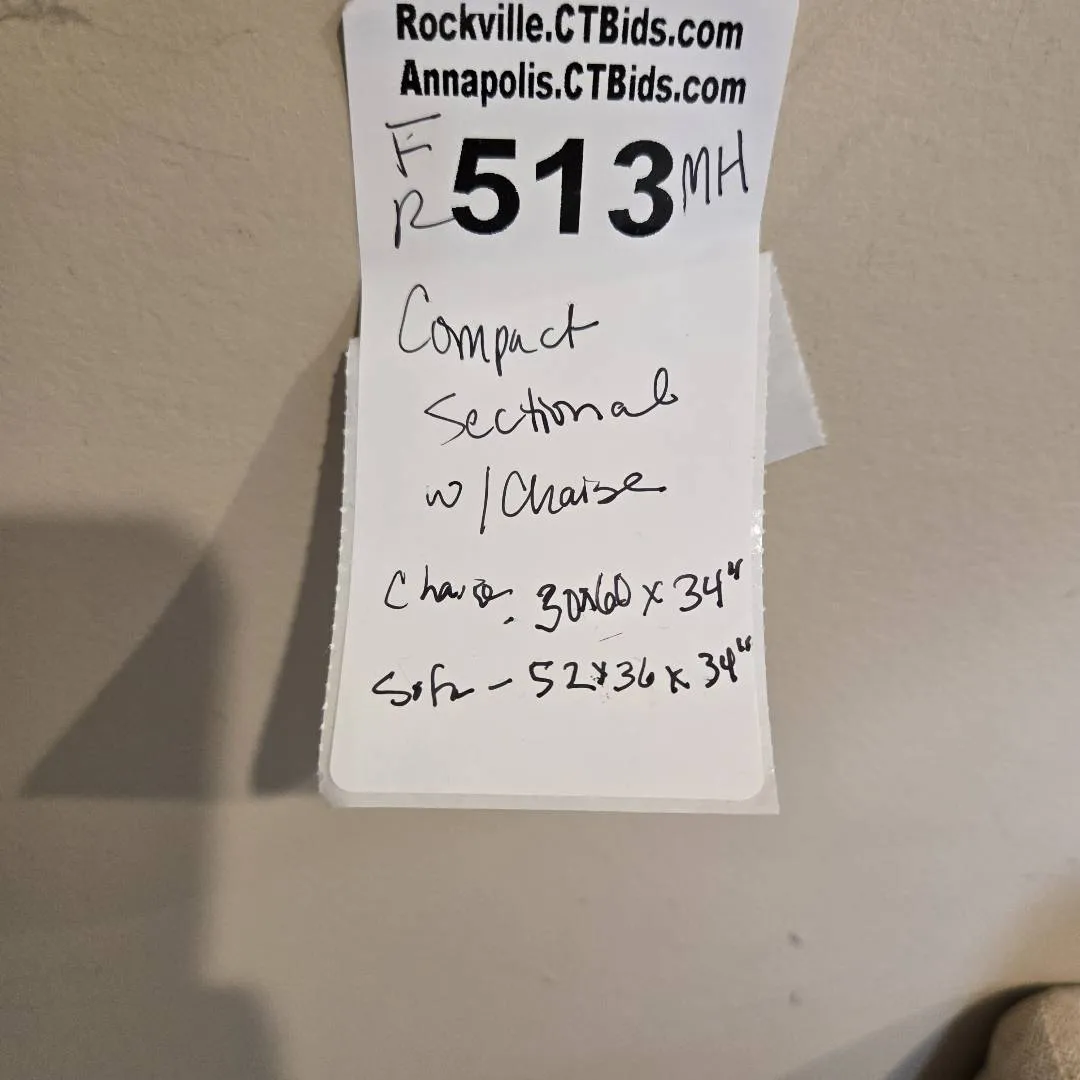 Rockville.CTBids.com
Annapolis.CTBids.com
F
R 513 MH
Compact
Sectional
w/Chaise
Chaise. 30x60 x 34"
Sofa - 52x36 x 34"